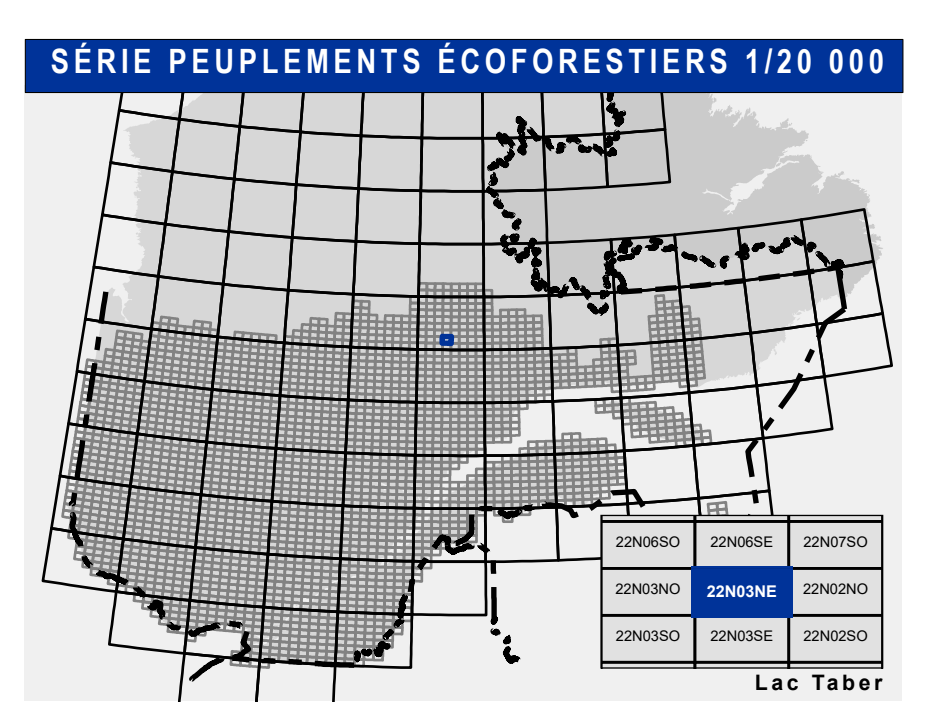 SÉRIE PEUPLEMENTS ÉCOFORESTIERS 1/20 000
22N06SO 22N06SE 22N07SO
22N03NO 22N03NE 22N02NO
22N03SO 22N03SE 22N02SO
Lac Taber